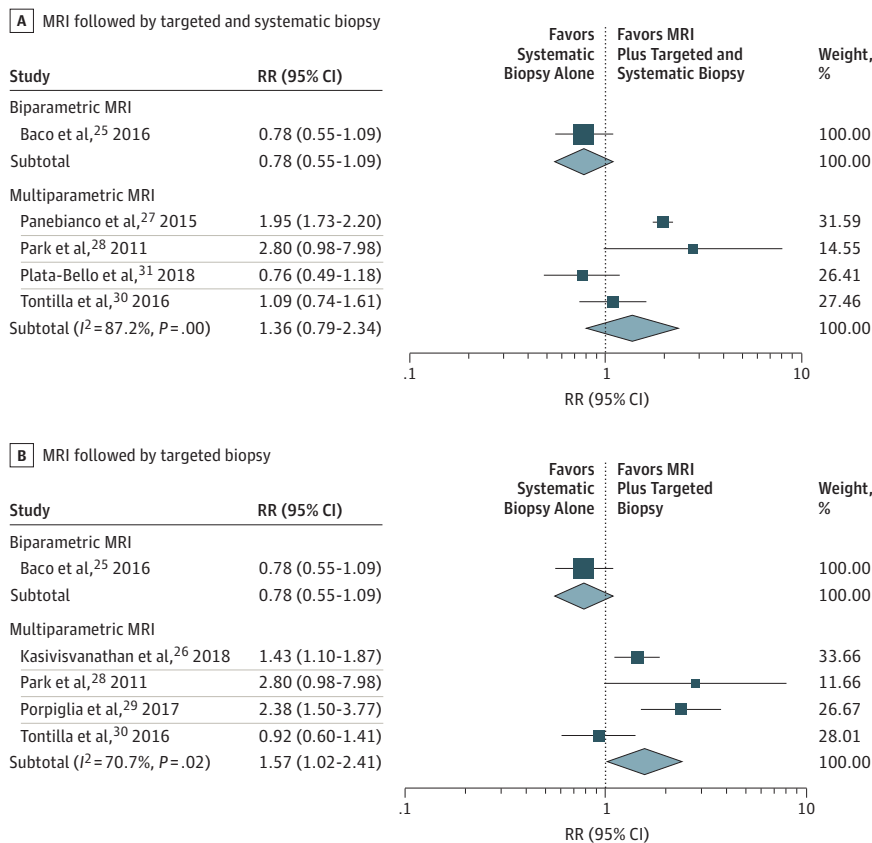 A MRI followed by targeted and systematic biopsy
Favors Systematic Biopsy Alone
Favors MRI Plus Targeted and Systematic Biopsy
Study RR (95% CI) Weight, %
Biparametric MRI
Baco et al,25 2016 0.78 (0.55-1.09) 100.00
Subtotal 0.78 (0.55-1.09) 100.00
Multiparametric MRI
Panebianco et al,27 2015 1.95 (1.73-2.20) 31.59
Park et al,28 2011 2.80 (0.98-7.98) 14.55
Plata-Bello et al,31 2018 0.76 (0.49-1.18) 26.41
Tontilla et al,30 2016 1.09 (0.74-1.61) 27.46
Subtotal (I2=87.2%, P=.00) 1.36 (0.79-2.34) 100.00
.1 1 10
RR (95% CI)
B MRI followed by targeted biopsy
Favors Systematic Biopsy Alone
Favors MRI Plus Targeted Biopsy
Study RR (95% CI) Weight, %
Biparametric MRI
Baco et al,25 2016 0.78 (0.55-1.09) 100.00
Subtotal 0.78 (0.55-1.09) 100.00
Multiparametric MRI
Kasivisvanathan et al,26 2018 1.43 (1.10-1.87) 33.66
Park et al,28 2011 2.80 (0.98-7.98) 11.66
Porpiglia et al,29 2017 2.38 (1.50-3.77) 26.67
Tontilla et al,30 2016 0.92 (0.60-1.41) 28.01
Subtotal (I2=70.7%, P=.02) 1.57 (1.02-2.41) 100.00
.1 1 10
RR (95% CI)